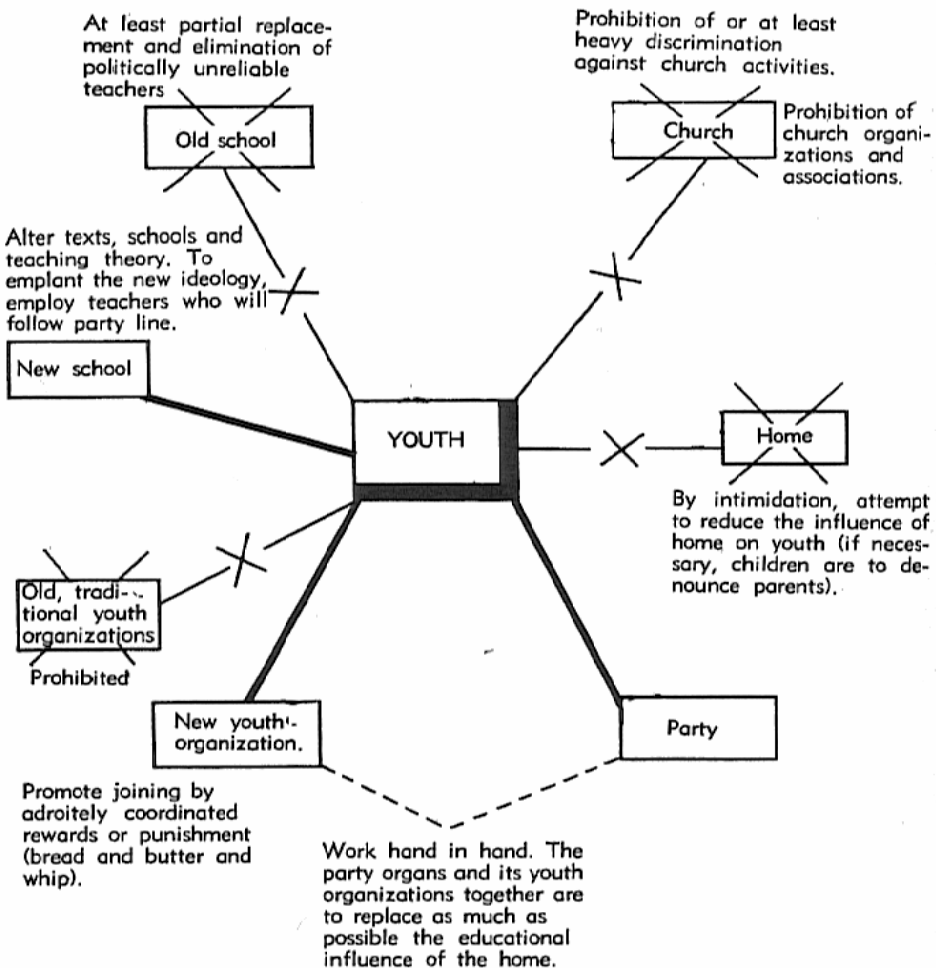 At least partial replace-
ment and elimination of
politically unreliable
teachers
Old school
Prohibition of or at least
heavy discrimination
against church activities.
Church
Prohibition of
church organi-
zations and
associations.
Alter texts, schools and
teaching theory. To
emplant the new ideology,
employ teachers who will
follow party line.
New school
YOUTH
Home
By intimidation, attempt
to reduce the influence of
home on youth (if neces-
sary, children are to de-
nounce parents).
Old, tradi-
tional youth
organizations
Prohibited
New youth-
organization.
Party
Promote joining by
adroitely coordinated
rewards or punishment
(bread and butter and
whip).
Work hand in hand. The
party organs and its youth
organizations together are
to replace as much as
possible the educational
influence of the home.